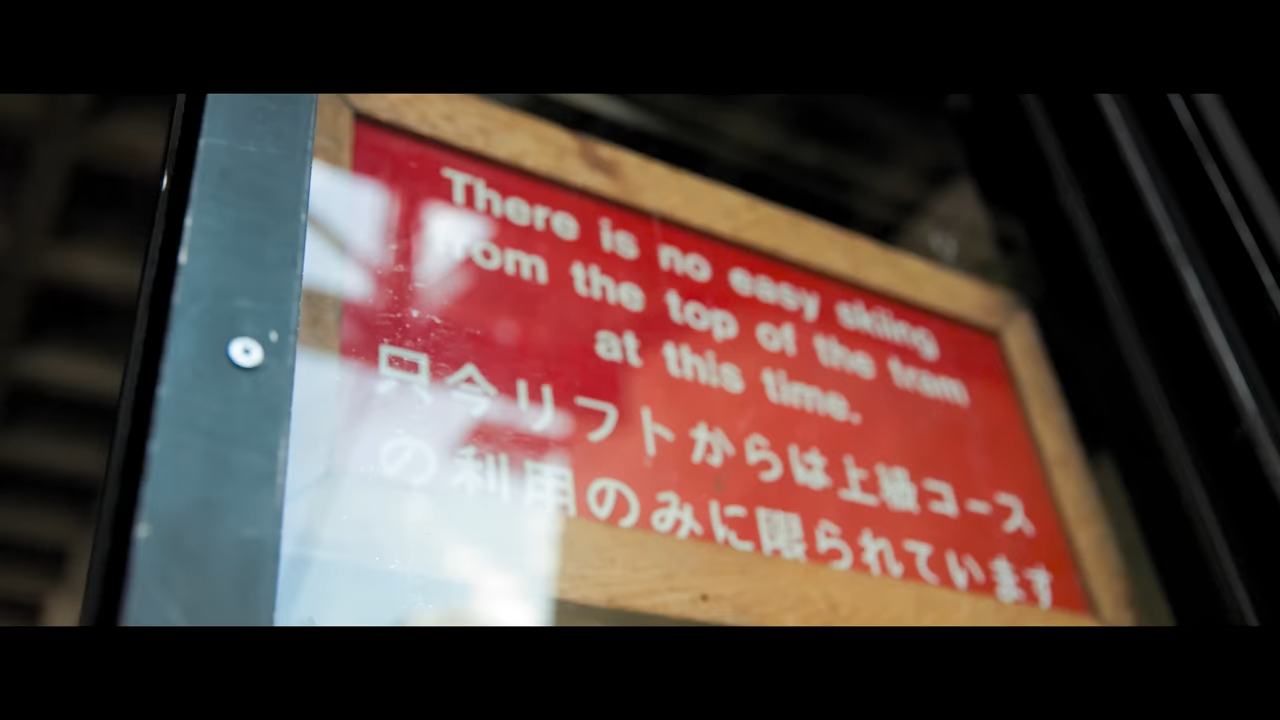 There is no easy skiing
from the top of the tram
at this time.
只今リフトからは上級コース
の利用のみに限られています